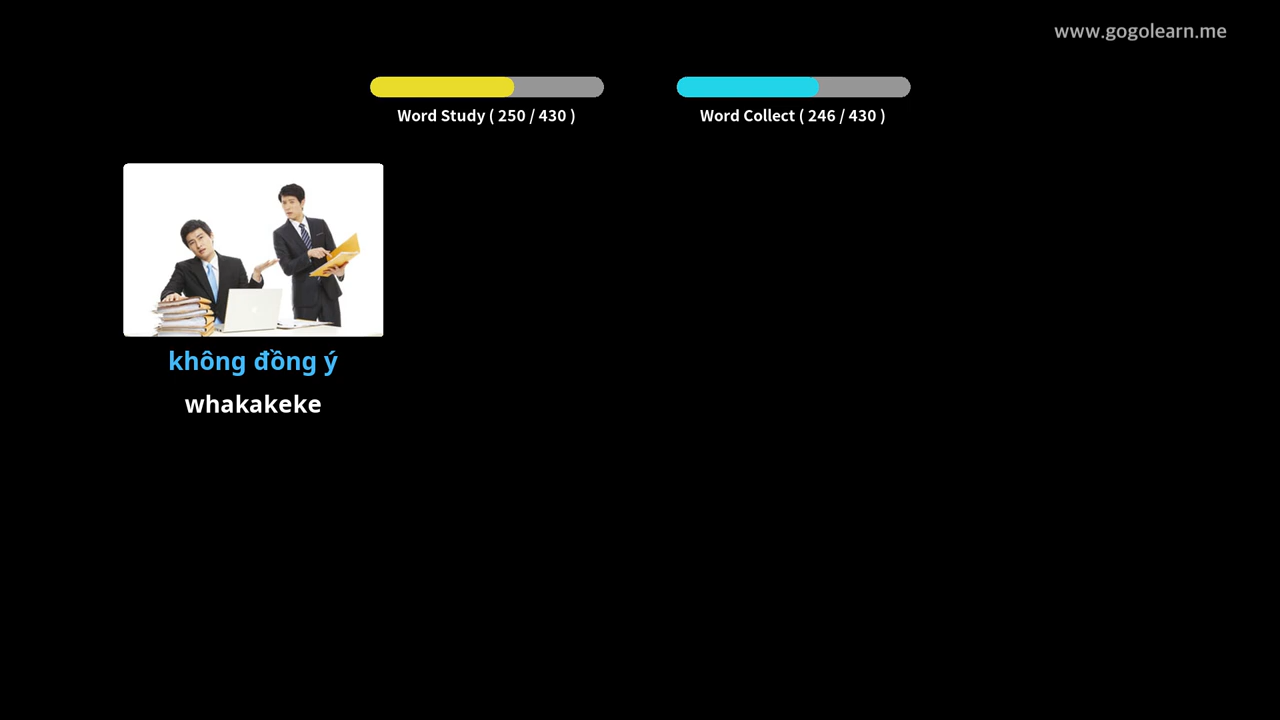 www.gogolearn.me
Word Study ( 250 / 430 )
Word Collect ( 246 / 430 )
không đồng ý
whakakeke